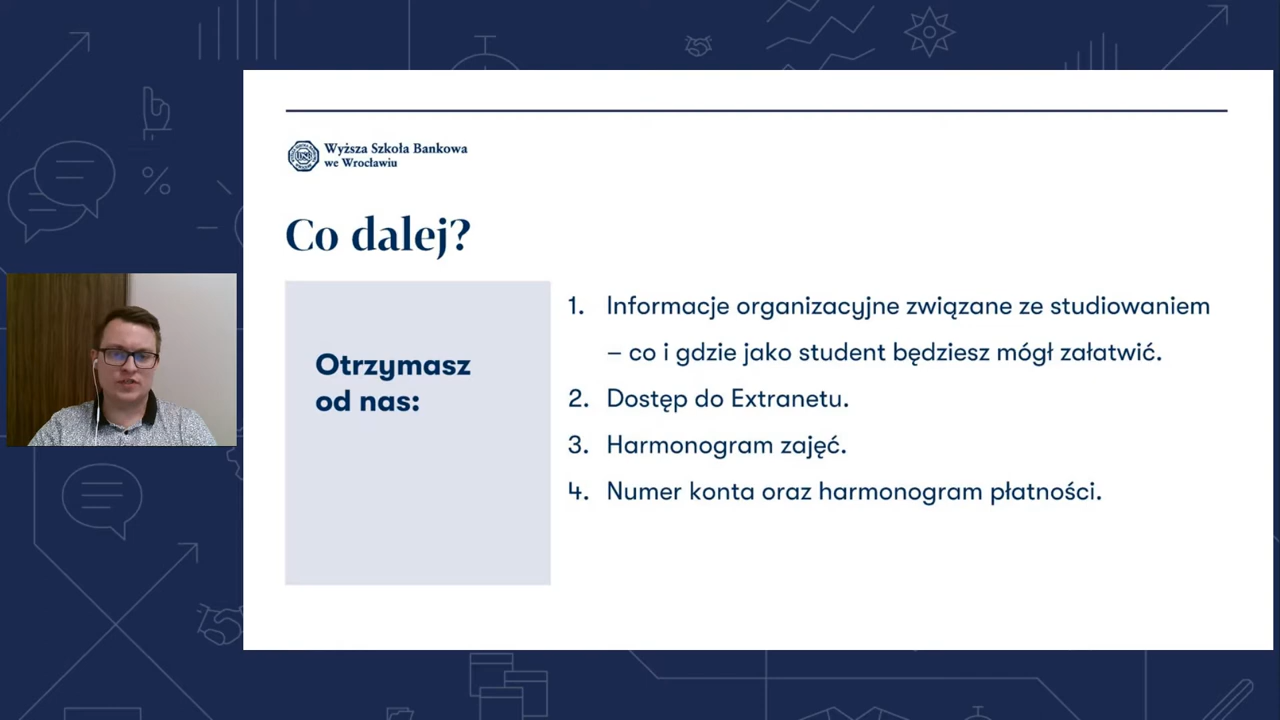 Wyższa Szkoła Bankowa
we Wrocławiu
Co dalej?
Otrzymasz
od nas:
1. Informacje organizacyjne związane ze studiowaniem
– co i gdzie jako student będziesz mógł załatwić.
2. Dostęp do Extranetu.
3. Harmonogram zajęć.
4. Numer konta oraz harmonogram płatności.